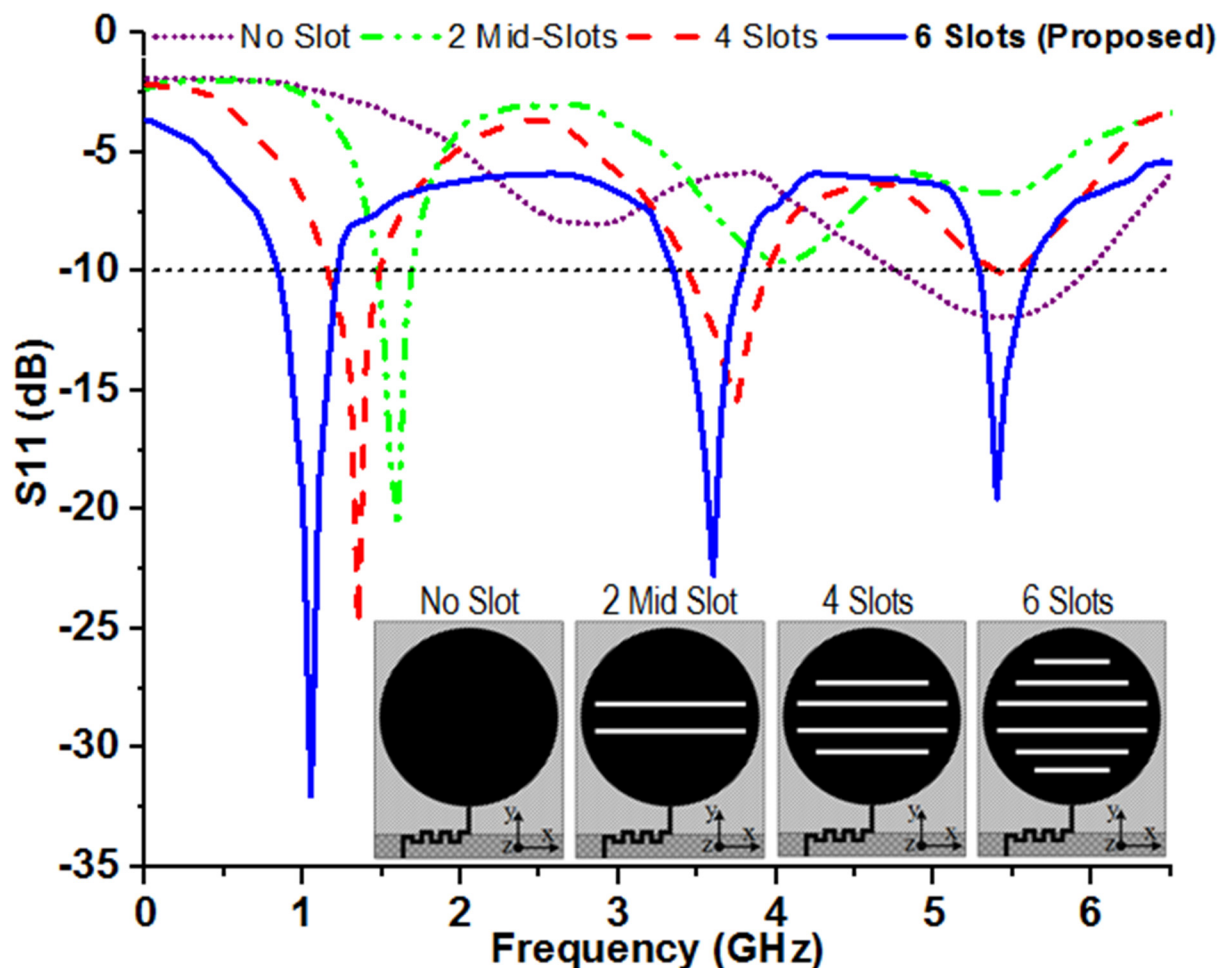 No Slot 2 Mid-Slots 4 Slots 6 Slots (Proposed)
0
-5
-10
-15
-20
-25
-30
-35
S11 (dB)
No Slot 2 Mid Slot 4 Slots 6 Slots
y y y y
z x z x z x z x
0 1 2 3 4 5 6
Frequency (GHz)